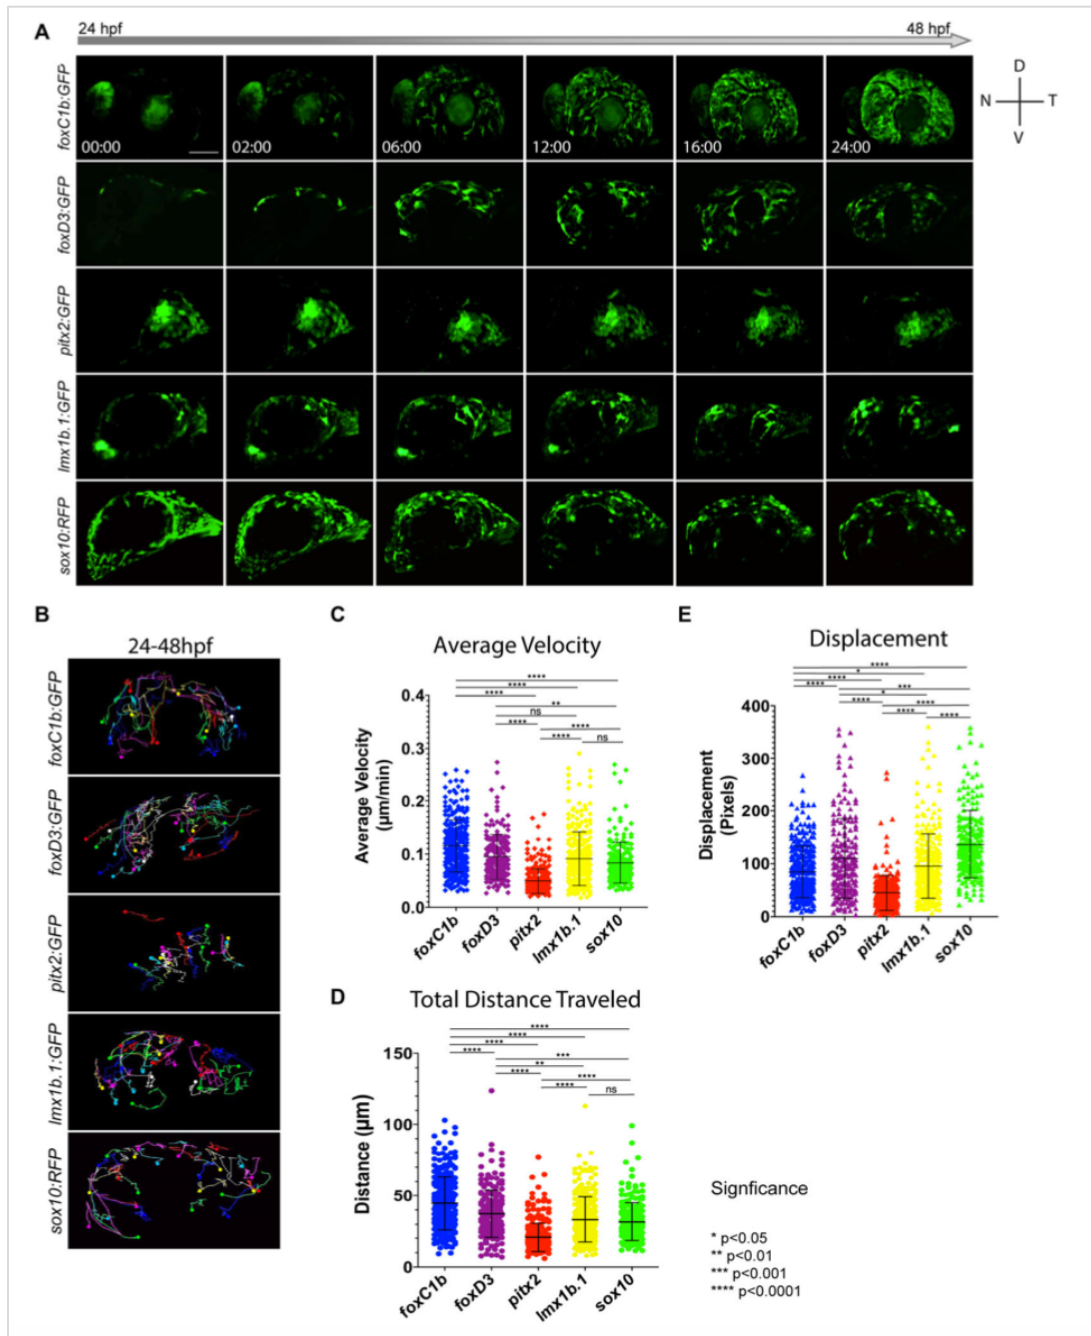 A
24 hpf
48 hpf
foxC1b:GFP
00:00
02:00
06:00
12:00
16:00
24:00
D
N
T
V
foxD3:GFP
pitx2:GFP
lmx1b.1:GFP
sox10:RFP
B
24-48hpf
foxC1b:GFP
foxD3:GFP
pitx2:GFP
lmx1b.1:GFP
sox10:RFP
C
Average Velocity
****
****
****
**
ns
****
****
****
ns
Average Velocity
(μm/min)
0.4
0.3
0.2
0.1
0.0
foxC1b
foxD3
pitx2
lmx1b.1
sox10
D
Total Distance Traveled
****
****
****
****
***
**
****
****
****
ns
Distance (μm)
150
100
50
0
foxC1b
foxD3
pitx2
lmx1b.1
sox10
E
Displacement
****
*
****
****
***
*
****
****
****
Displacement
(Pixels)
400
300
200
100
0
foxC1b
foxD3
pitx2
lmx1b.1
sox10
Signficance
* p<0.05
** p<0.01
*** p<0.001
**** p<0.0001